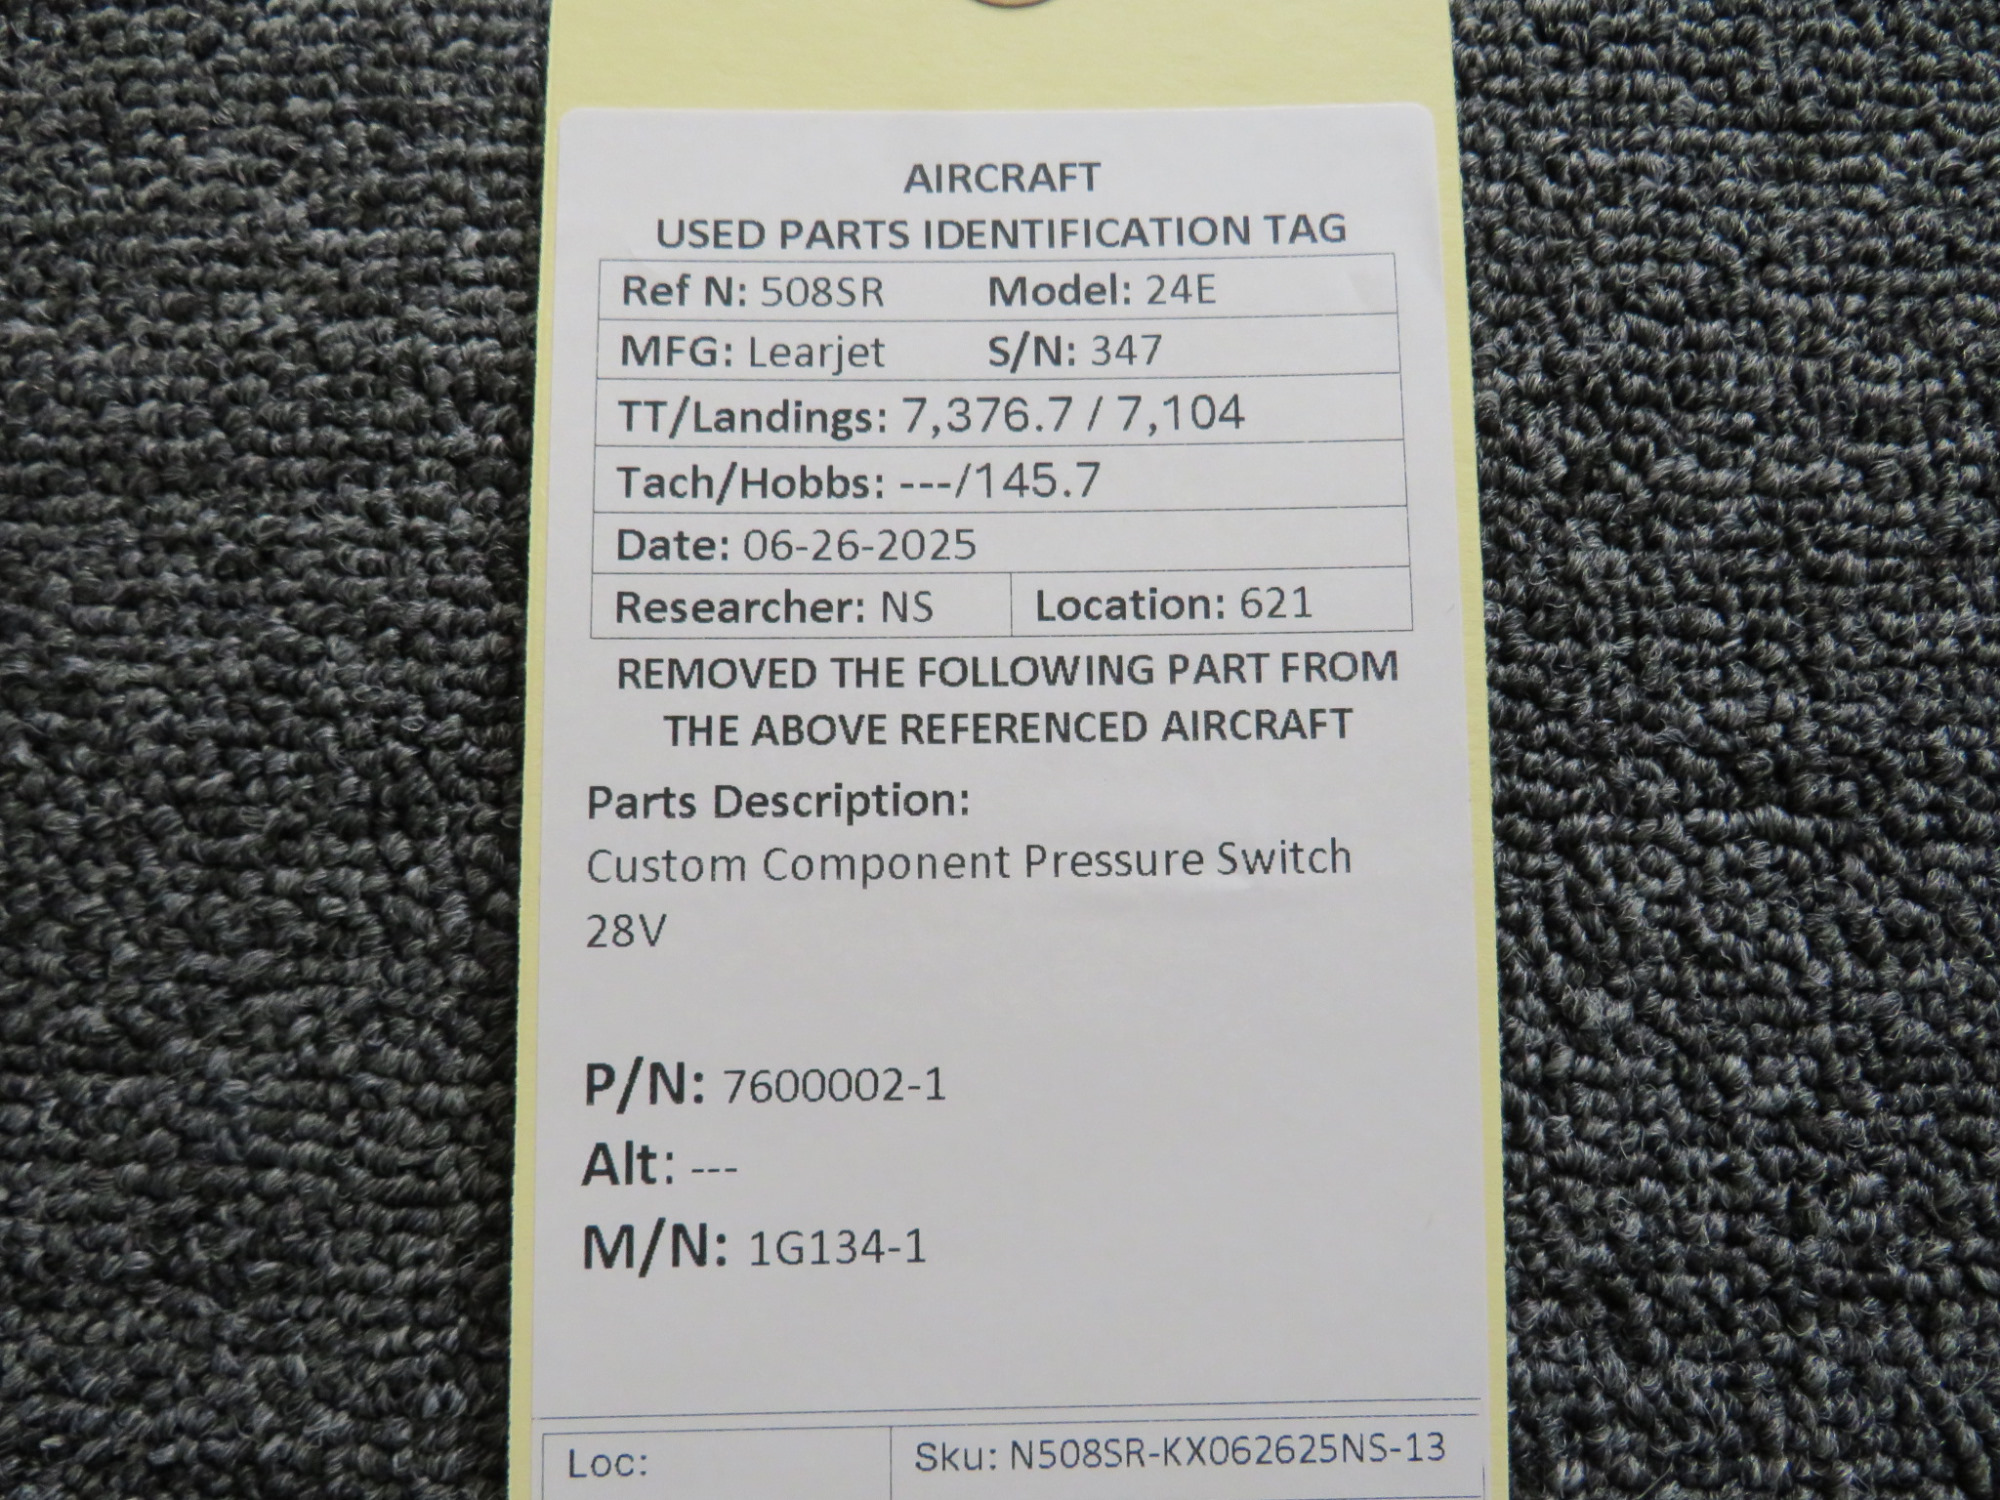 AIRCRAFT
USED PARTS IDENTIFICATION TAG
Ref N: 508SR Model: 24E
MFG: Learjet S/N: 347
TT/Landings: 7,376.7 / 7,104
Tach/Hobbs: ---/145.7
Date: 06-26-2025
Researcher: NS Location: 621
REMOVED THE FOLLOWING PART FROM
THE ABOVE REFERENCED AIRCRAFT
Parts Description:
Custom Component Pressure Switch
28V
P/N: 7600002-1
Alt: ---
M/N: 1G134-1
Loc: Sku: N508SR-KX062625NS-13